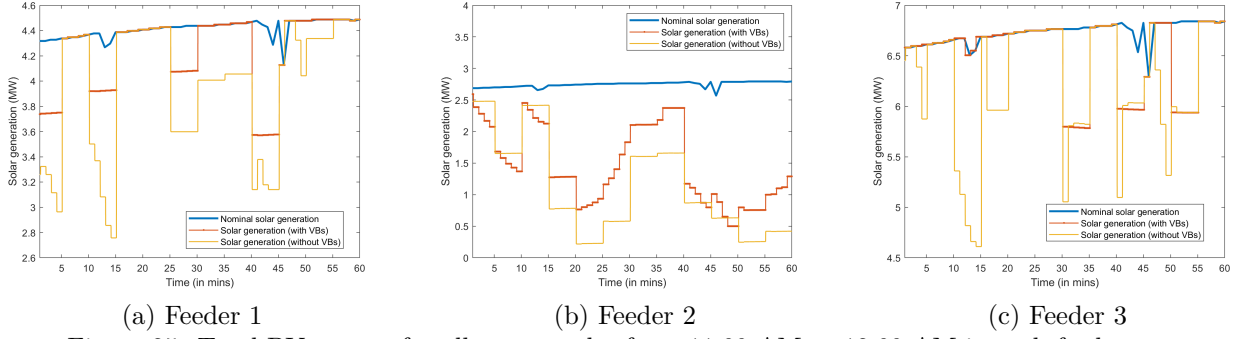 Solar generation (MW)
4.6
4.4
4.2
4
3.8
3.6
3.4
3.2
3
2.8
2.6
5 10 15 20 25 30 35 40 45 50 55 60
Time (in mins)
Nominal solar generation
Solar generation (with VBs)
Solar generation (without VBs)
(a) Feeder 1
Solar generation (MW)
4
3.5
3
2.5
2
1.5
1
0.5
0
5 10 15 20 25 30 35 40 45 50 55 60
Time (in mins)
Nominal solar generation
Solar generation (with VBs)
Solar generation (without VBs)
(b) Feeder 2
Solar generation (MW)
7
6.5
6
5.5
5
4.5
5 10 15 20 25 30 35 40 45 50 55 60
Time (in mins)
Nominal solar generation
Solar generation (with VBs)
Solar generation (without VBs)
(c) Feeder 3